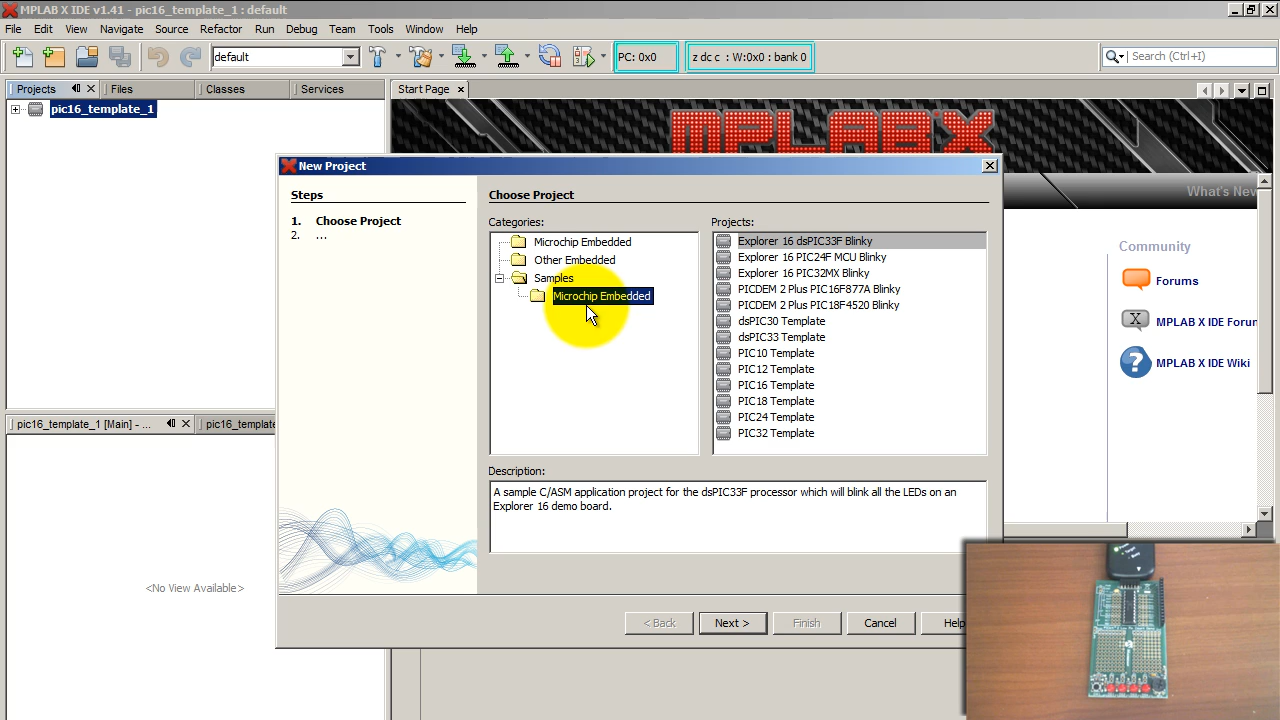 MPLAB X IDE v1.41 - pic16_template_1 : default
File Edit View Navigate Source Refactor Run Debug Team Tools Window Help
default
PC: 0x0
z dc c : W:0x0 : bank 0
Search (Ctrl+I)
Projects
Files
Classes
Services
Start Page
pic16_template_1
MPLAB X
New Project
What's New
Steps
1. Choose Project
2. ...
Choose Project
Categories:
Microchip Embedded
Other Embedded
Samples
Microchip Embedded
Projects:
Explorer 16 dsPIC33F Blinky
Explorer 16 PIC24F MCU Blinky
Explorer 16 PIC32MX Blinky
PICDEM 2 Plus PIC16F877A Blinky
PICDEM 2 Plus PIC18F4520 Blinky
dsPIC30 Template
dsPIC33 Template
PIC10 Template
PIC12 Template
PIC16 Template
PIC18 Template
PIC24 Template
PIC32 Template
Description:
A sample C/ASM application project for the dsPIC33F processor which will blink all the LEDs on an
Explorer 16 demo board.
< Back
Next >
Finish
Cancel
Help
Community
Forums
X MPLAB X IDE Forum
MPLAB X IDE Wiki
pic16_template_1 [Main] - ...
pic16_template
<No View Available>